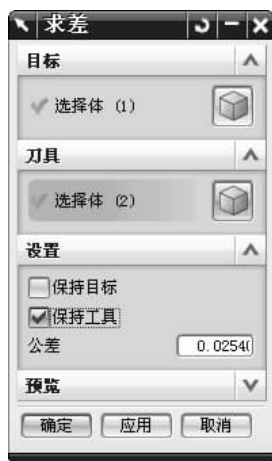 求差
目标
选择体 (1)
刀具
选择体 (2)
设置
保持目标
保持工具
公差 0.0254(
预览
确定 应用 取消